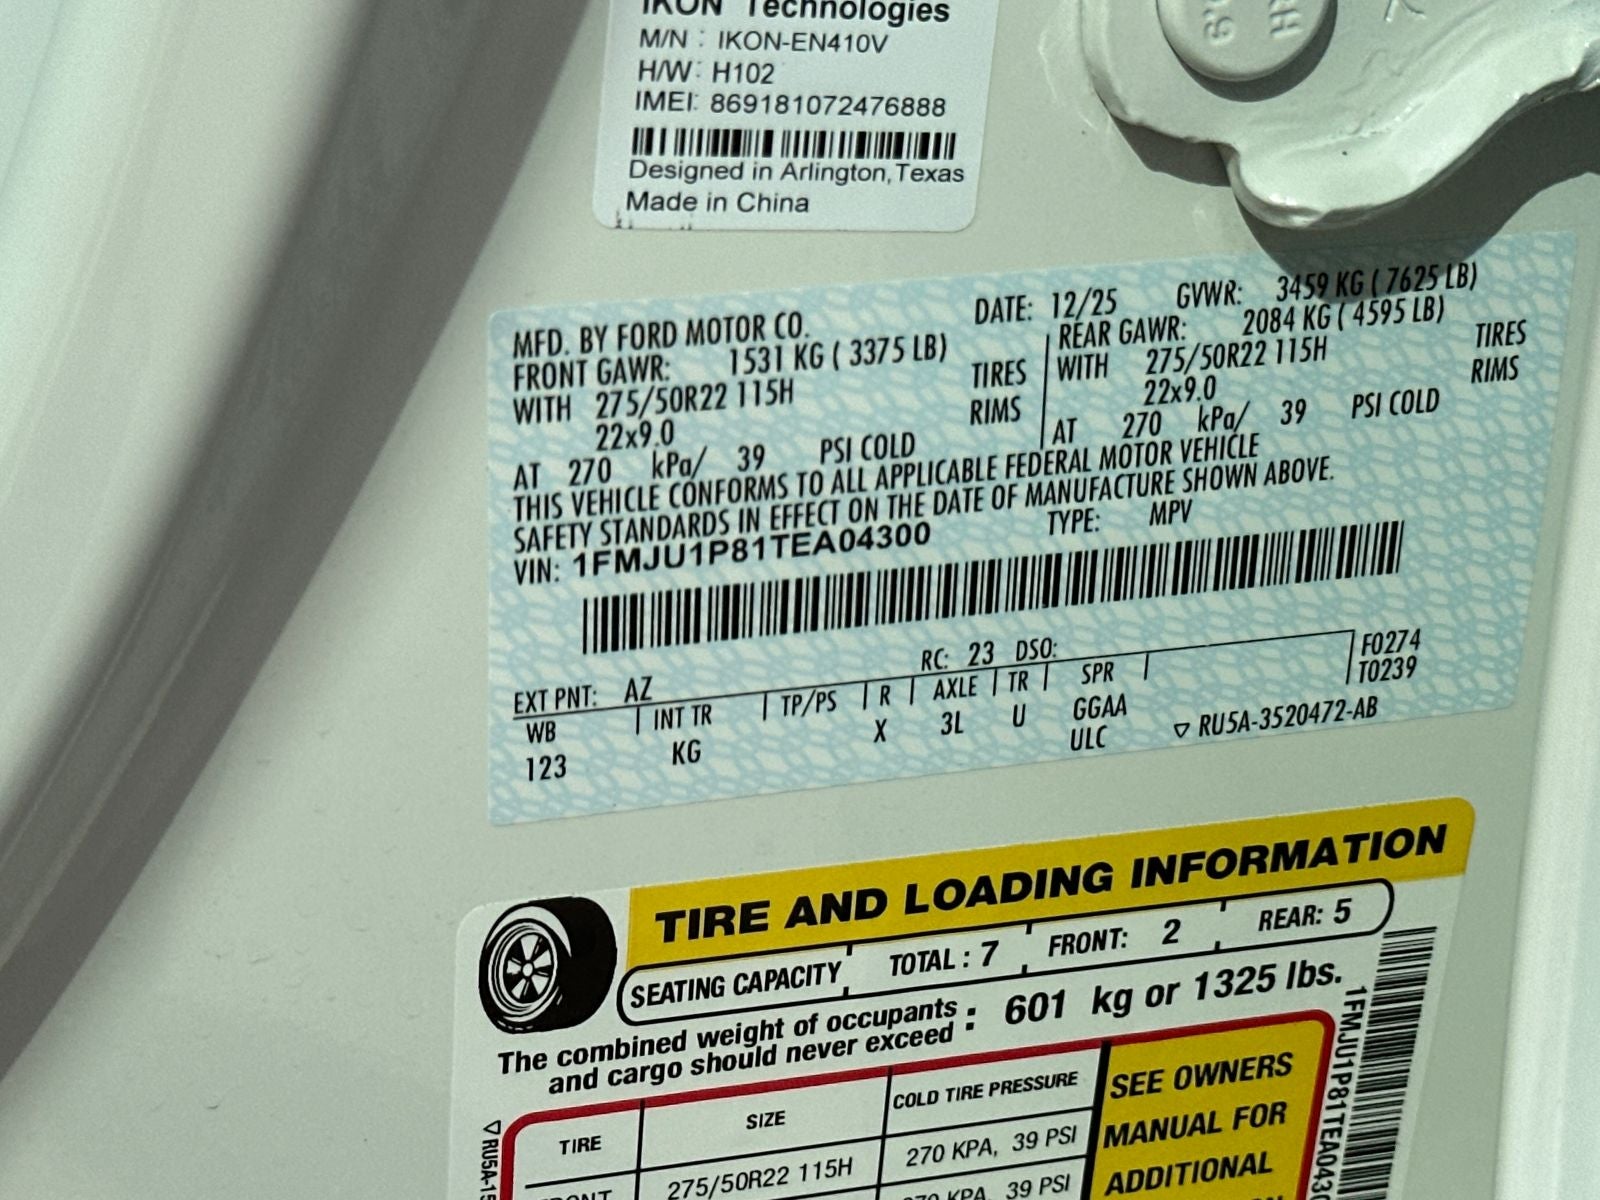 IKON Technologies
M/N : IKON-EN410V
H/W: H102
IMEI: 869181072476888
Designed in Arlington, Texas
Made in China
RH
MFD. BY FORD MOTOR CO.
DATE: 12/25 GVWR: 3459 KG ( 7625 LB)
FRONT GAWR: 1531 KG ( 3375 LB)
REAR GAWR: 2084 KG ( 4595 LB)
WITH 275/50R22 115H TIRES
WITH 275/50R22 115H TIRES
22x9.0 RIMS
22x9.0 RIMS
AT 270 kPa/ 39 PSI COLD
AT 270 kPa/ 39 PSI COLD
THIS VEHICLE CONFORMS TO ALL APPLICABLE FEDERAL MOTOR VEHICLE
SAFETY STANDARDS IN EFFECT ON THE DATE OF MANUFACTURE SHOWN ABOVE.
VIN: 1FMJU1P81TEA04300 TYPE: MPV
EXT PNT: AZ RC: 23 DSO: F0274
WB INT TR TP/PS R AXLE TR SPR T0239
123 KG X 3L U GGAA
ULC ▽ RU5A-3520472-AB
TIRE AND LOADING INFORMATION
SEATING CAPACITY TOTAL : 7 FRONT: 2 REAR: 5
The combined weight of occupants
and cargo should never exceed : 601 kg or 1325 lbs.
TIRE SIZE COLD TIRE PRESSURE
275/50R22 115H 270 KPA, 39 PSI
KPA, 39 PSI
SEE OWNERS
MANUAL FOR
ADDITIONAL